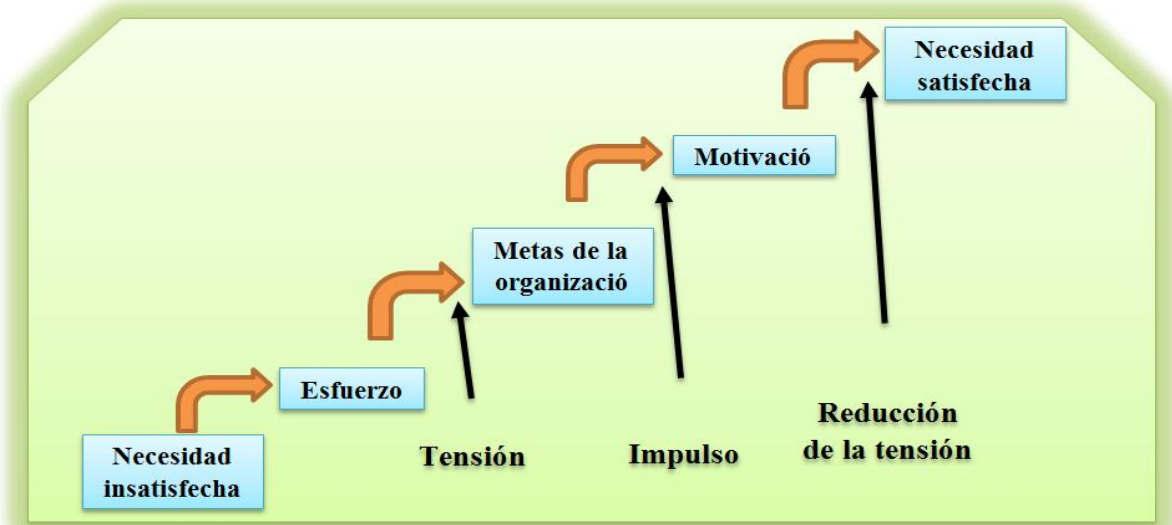 Necesidad
satisfecha
Motivació
Metas de la
organizació
Esfuerzo
Necesidad
insatisfecha
Tensión
Impulso
Reducción
de la tensión